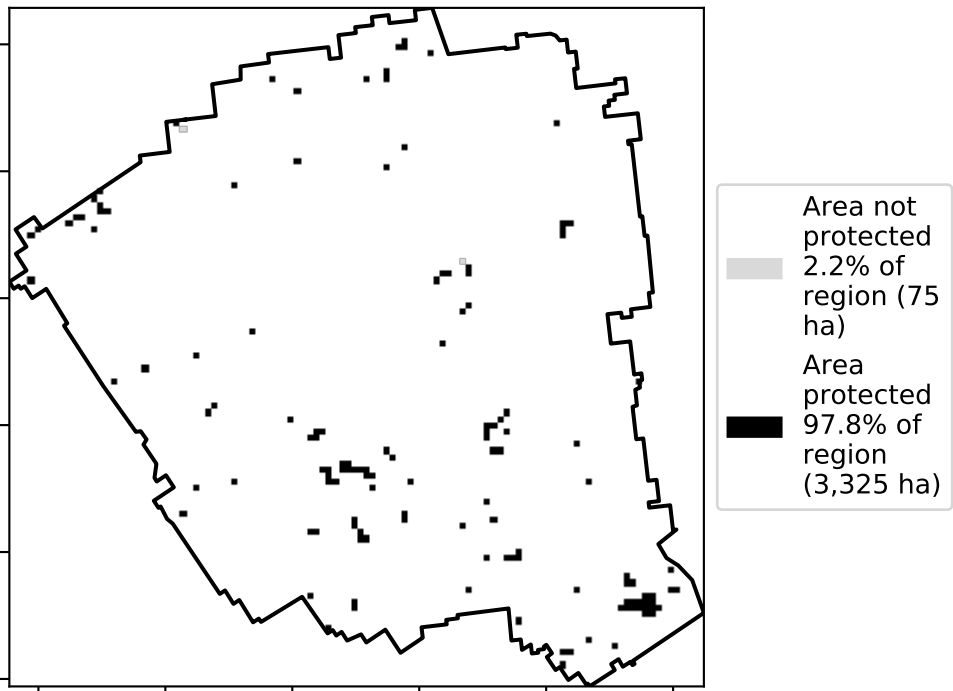 Area not
protected
2.2% of
region (75
ha)
Area
protected
97.8% of
region
(3,325 ha)